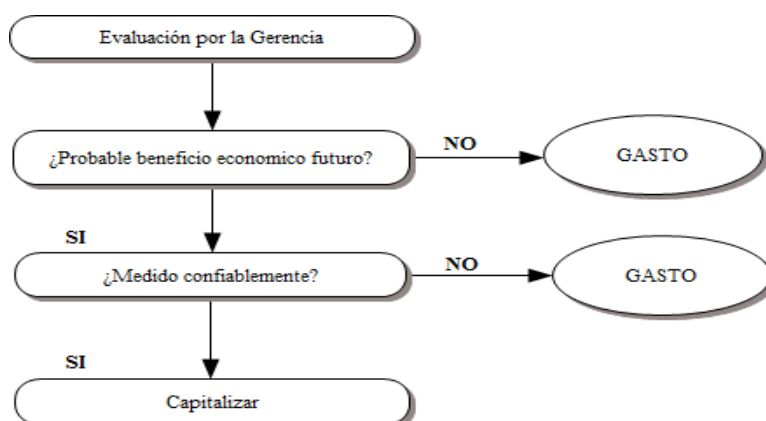 Evaluación por la Gerencia
¿Probable beneficio economico futuro?
NO
GASTO
SI
¿Medido confiablemente?
NO
GASTO
SI
Capitalizar